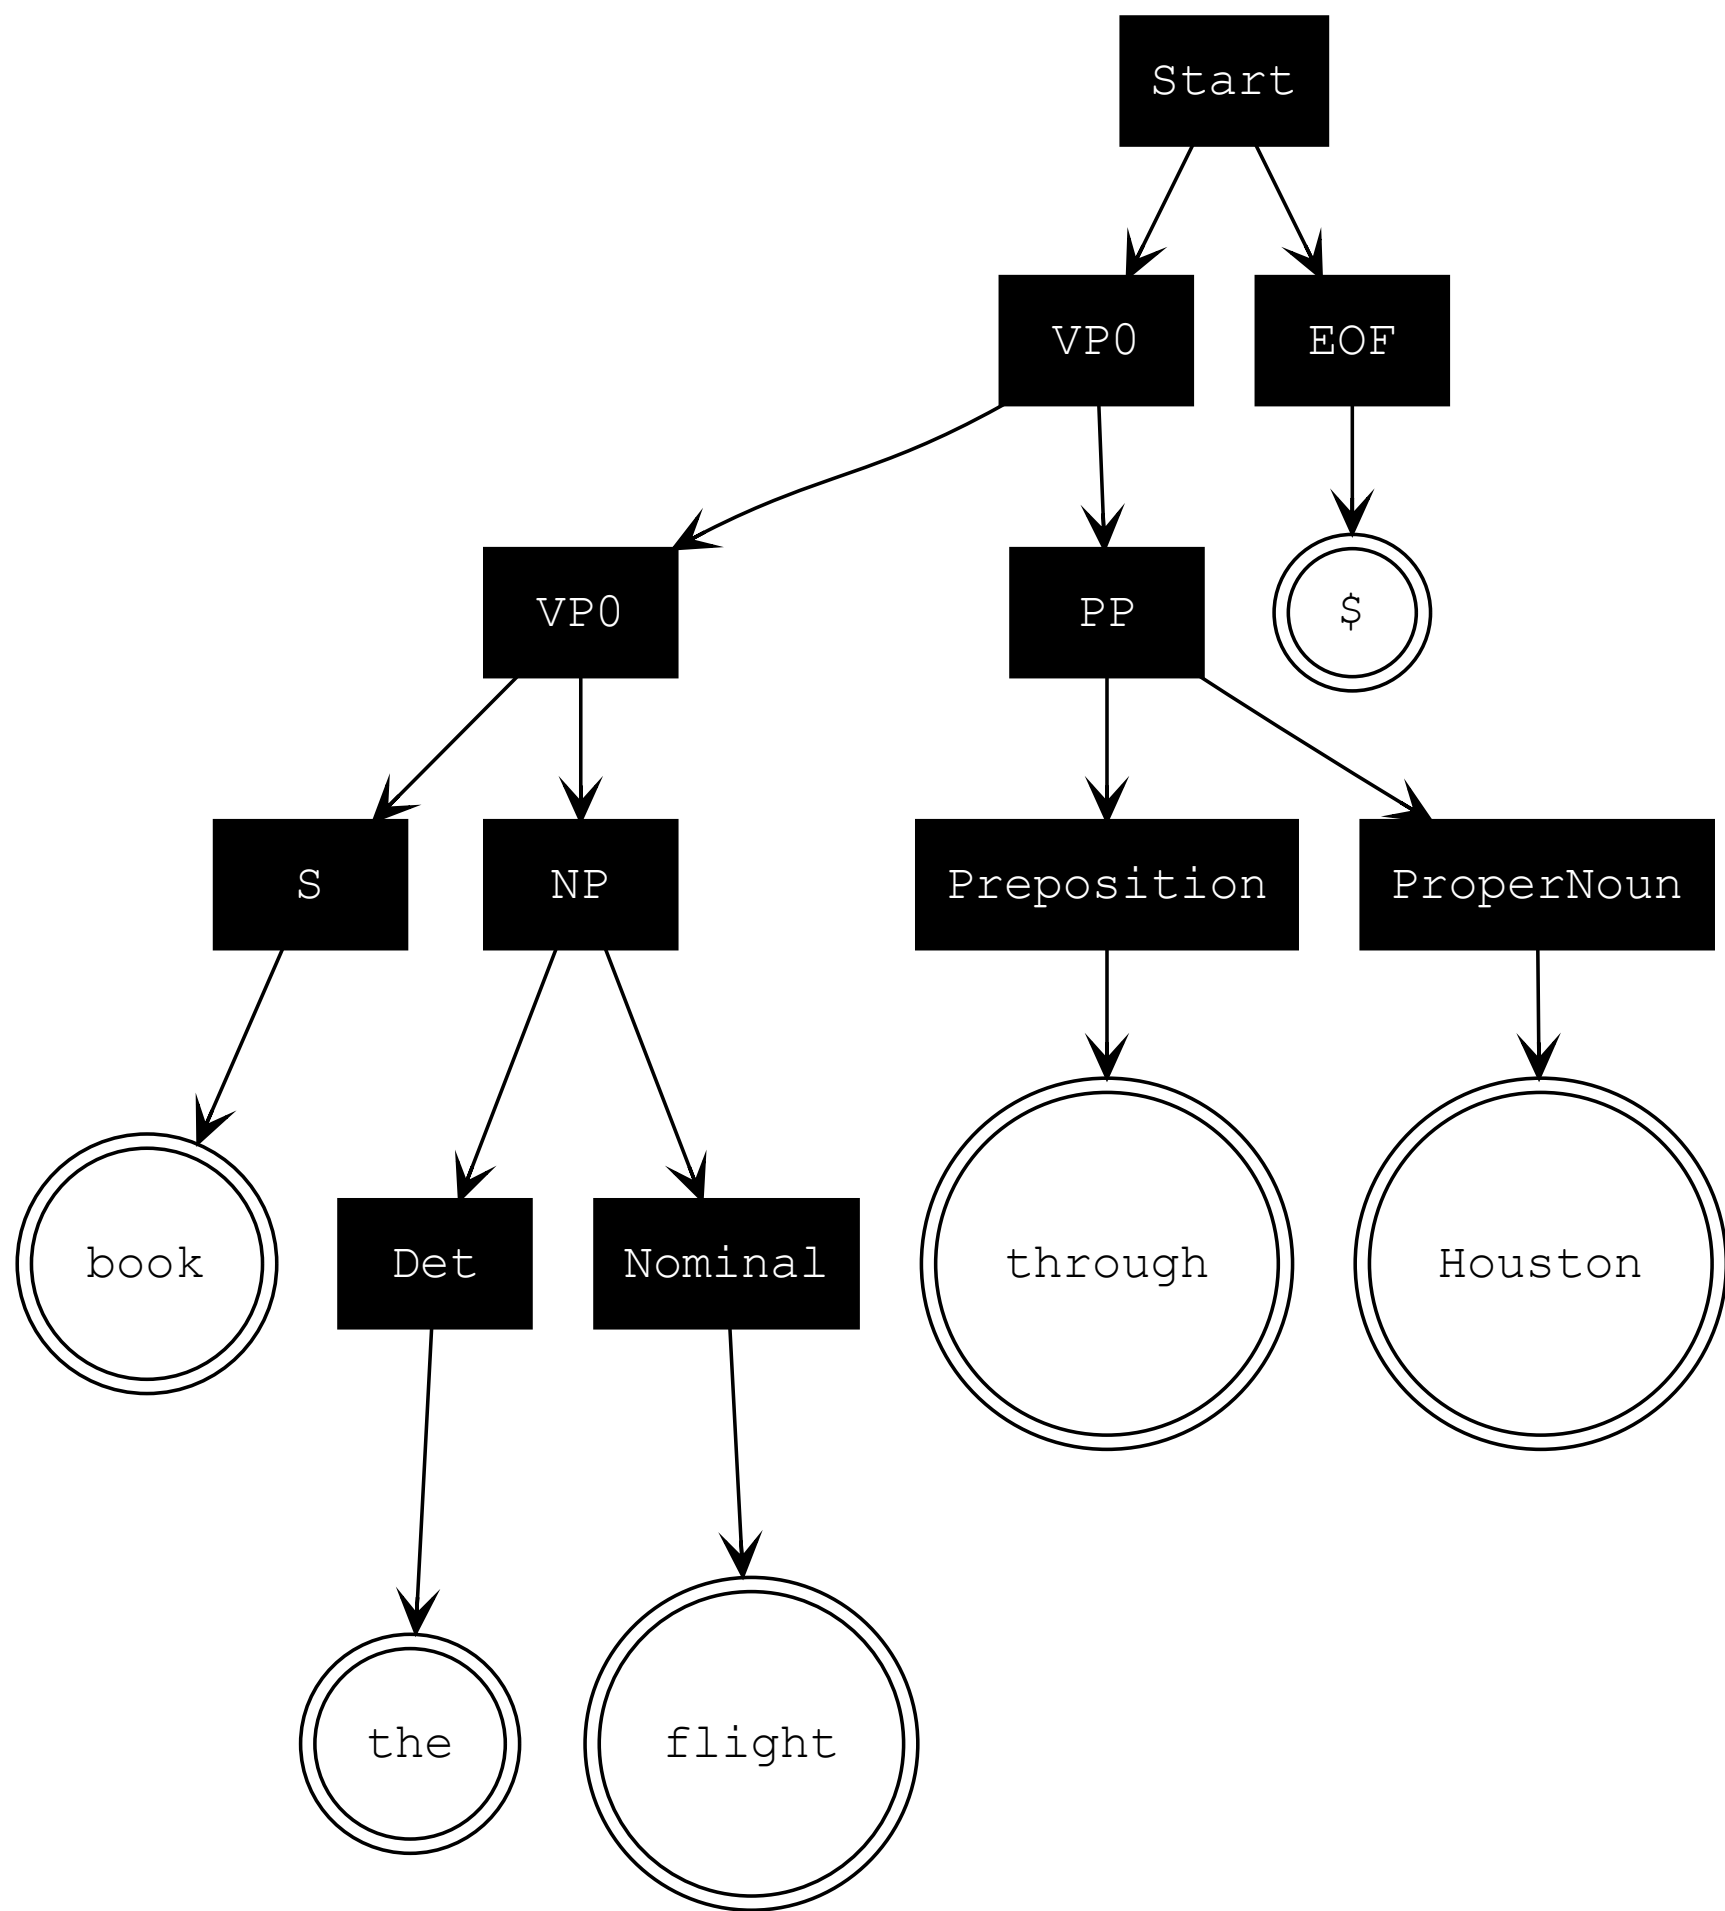 Start
VP0 EOF
VP0 PP $
S NP Preposition ProperNoun
book Det Nominal through Houston
the flight